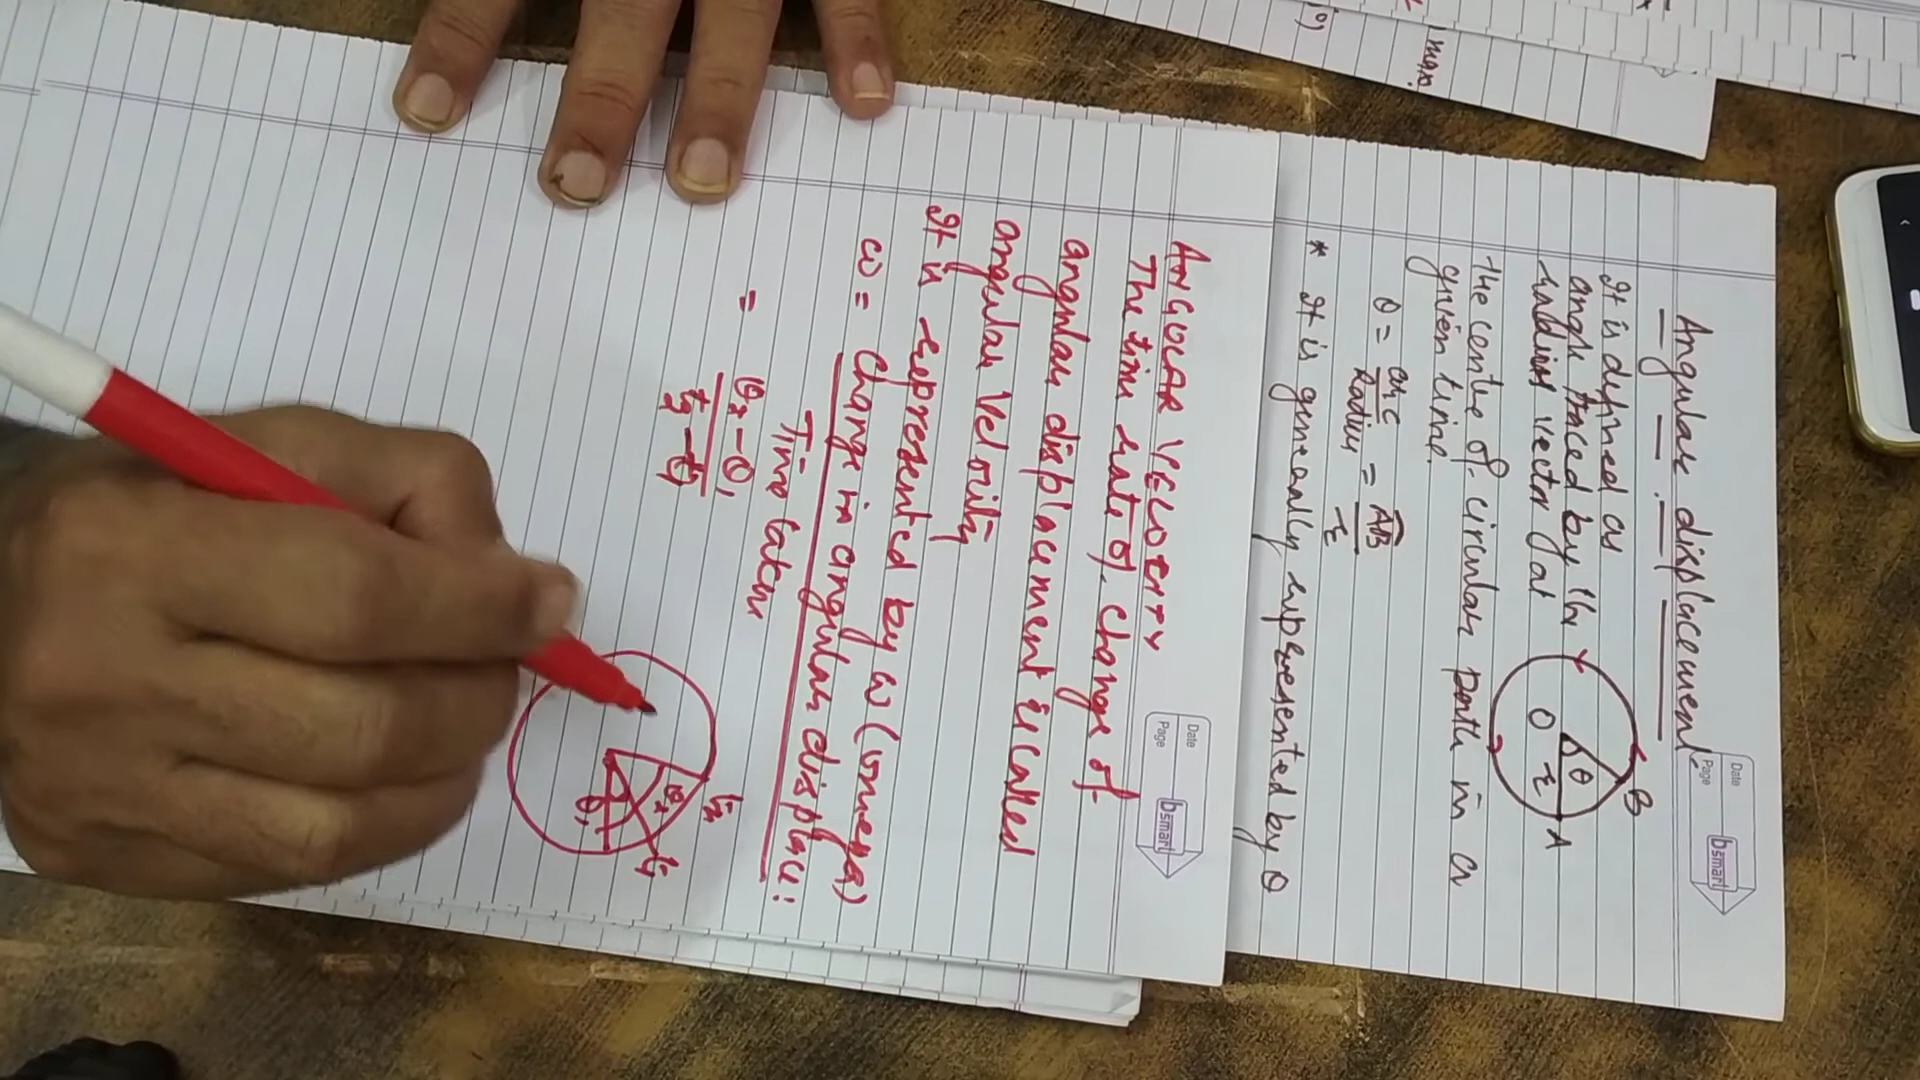 Angular displacement
It is defined as
angle traced by the
radius vector at
the centre of circular path in a
given time.
θ = arc / Radius = AB / r
* It is generally represented by θ
B
A
O
θ
r
Date
Page
bsmart
ANGULAR VELOCITY
The time rate of change of
angular displacement is called
angular velocity
It is represented by ω (omega)
ω = Change in angular displace:
Time taken
= θ₂ - θ₁
t₂ - t₁
t₂
t₁
θ₂
θ₁
Date
Page
bsmart
max.